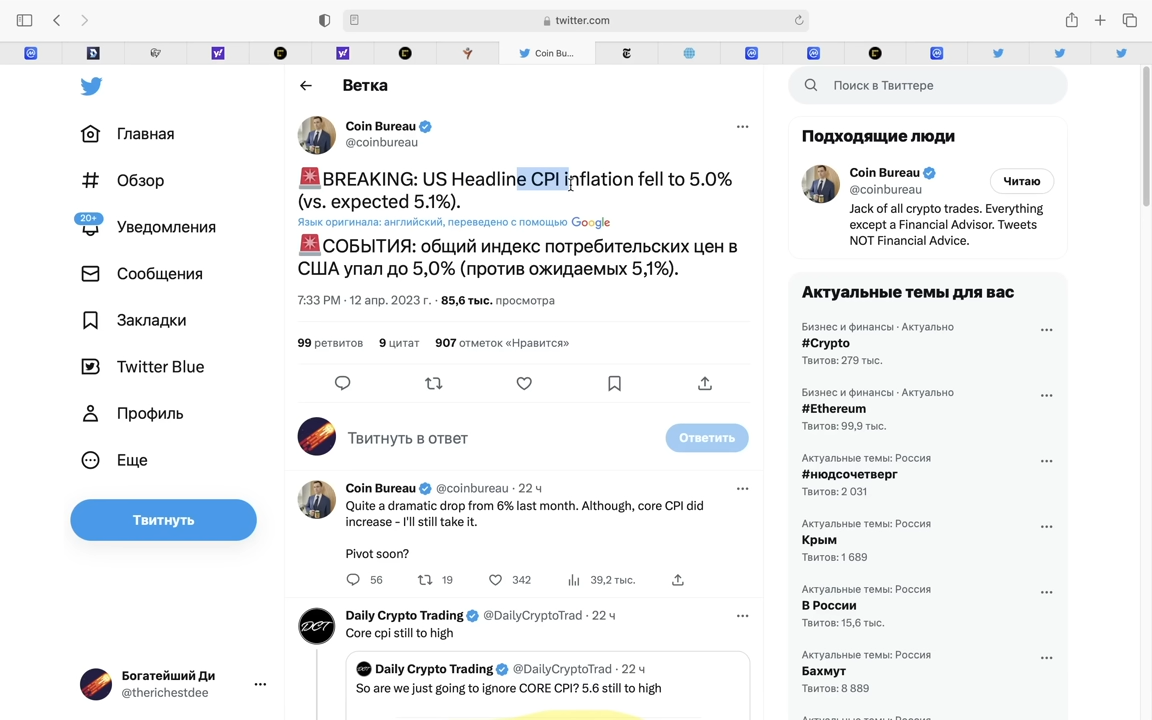 twitter.com
Coin Bu...
Ветка
Coin Bureau
@coinbureau
BREAKING: US Headline CPI inflation fell to 5.0%
(vs. expected 5.1%).
Язык оригинала: английский, переведено с помощью Google
СОБЫТИЯ: общий индекс потребительских цен в
США упал до 5,0% (против ожидаемых 5,1%).
7:33 PM · 12 апр. 2023 г. · 85,6 тыс. просмотра
99 ретвитов 9 цитат 907 отметок «Нравится»
Твитнуть в ответ
Ответить
Coin Bureau @coinbureau · 22 ч
Quite a dramatic drop from 6% last month. Although, core CPI did
increase - I'll still take it.
Pivot soon?
56 19 342 39,2 тыс.
Daily Crypto Trading @DailyCryptoTrad · 22 ч
Core cpi still to high
DCT
Daily Crypto Trading @DailyCryptoTrad · 22 ч
So are we just going to ignore CORE CPI? 5.6 still to high
Главная
Обзор
20+
Уведомления
Сообщения
Закладки
Twitter Blue
Профиль
Еще
Твитнуть
Богатейший Ди
@therichestdee
Поиск в Твиттере
Подходящие люди
Coin Bureau
@coinbureau
Читаю
Jack of all crypto trades. Everything
except a Financial Advisor. Tweets
NOT Financial Advice.
Актуальные темы для вас
Бизнес и финансы · Актуально
#Crypto
Твитов: 279 тыс.
Бизнес и финансы · Актуально
#Ethereum
Твитов: 99,9 тыс.
Актуальные темы: Россия
#нюдсочетверг
Твитов: 2 031
Актуальные темы: Россия
Крым
Твитов: 1 689
Актуальные темы: Россия
В России
Твитов: 15,6 тыс.
Актуальные темы: Россия
Бахмут
Твитов: 8 889